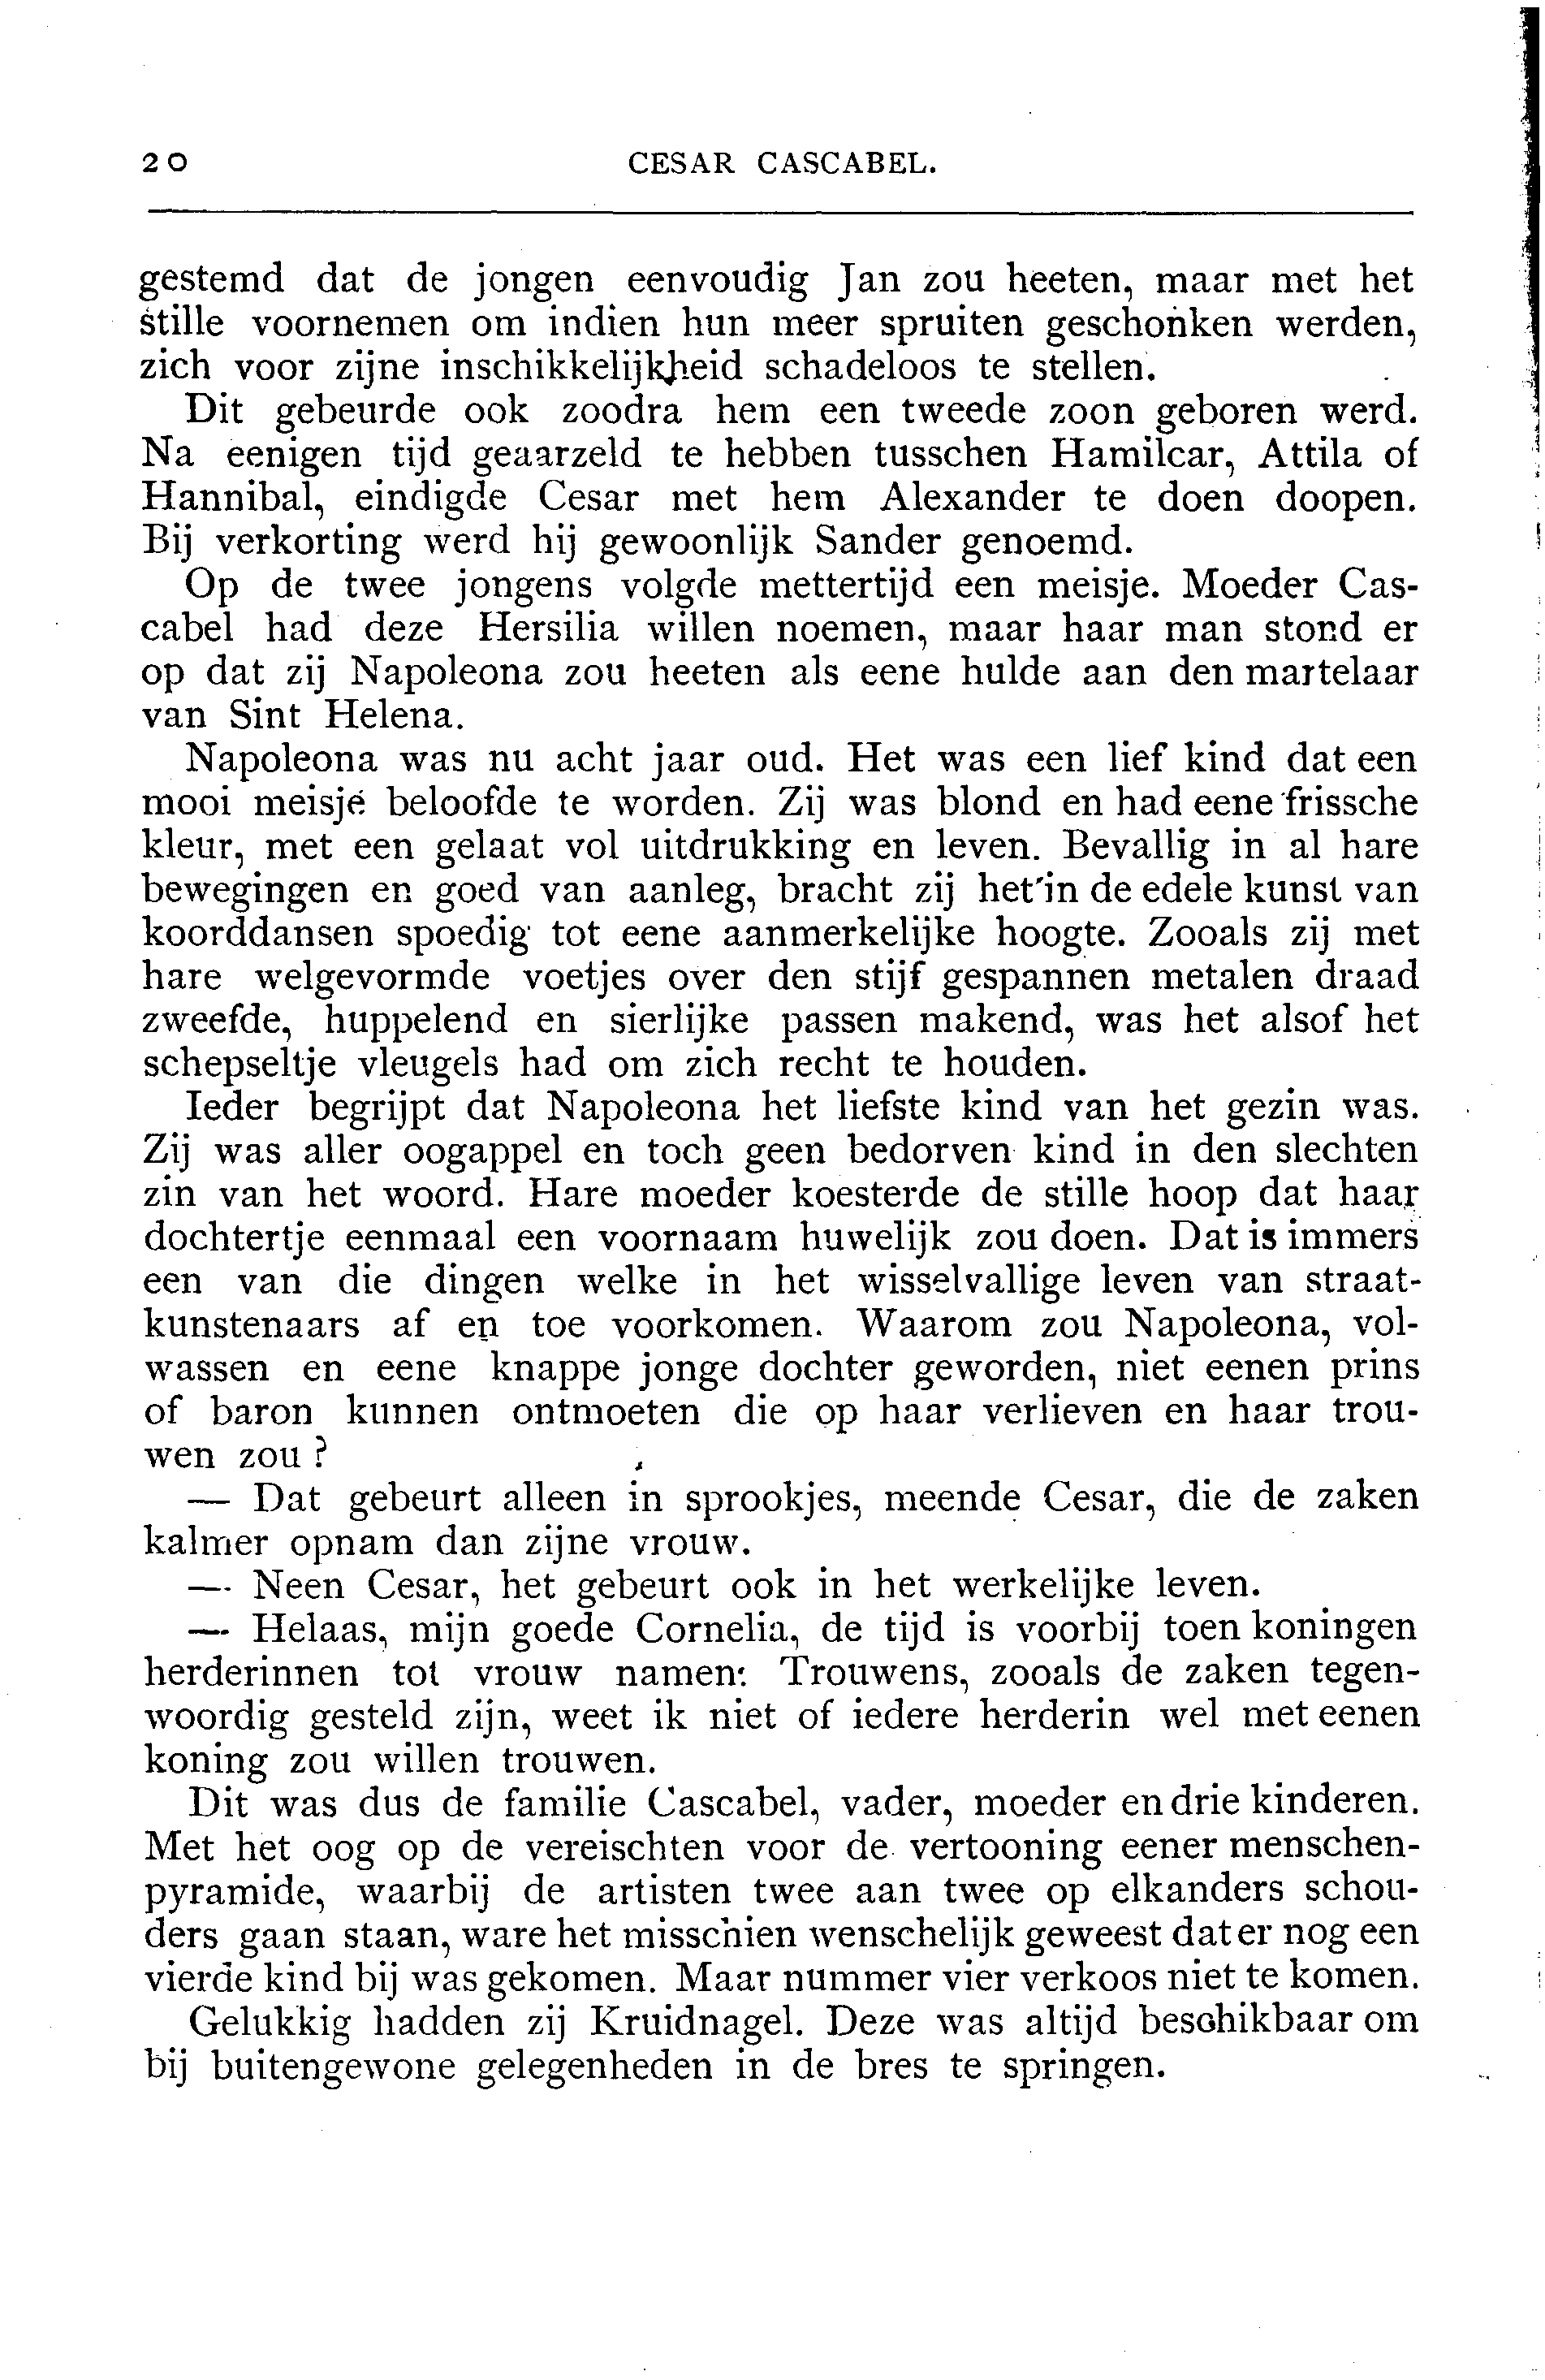 20 CESAR CASCABEL.
gestemd dat de jongen eenvoudig Jan zou heeten, maar met het
stille voornemen om indien hun meer spruiten geschonken werden,
zich voor zijne inschikkelijkheid schadeloos te stellen.
Dit gebeurde ook zoodra hem een tweede zoon geboren werd.
Na eenigen tijd geaarzeld te hebben tusschen Hamilcar, Attila of
Hannibal, eindigde Cesar met hem Alexander te doen doopen.
Bij verkorting werd hij gewoonlijk Sander genoemd.
Op de twee jongens volgde mettertijd een meisje. Moeder Cas-
cabel had deze Hersilia willen noemen, maar haar man stond er
op dat zij Napoleona zou heeten als eene hulde aan den martelaar
van Sint Helena.
Napoleona was nu acht jaar oud. Het was een lief kind dat een
mooi meisje beloofde te worden. Zij was blond en had eene frissche
kleur, met een gelaat vol uitdrukking en leven. Bevallig in al hare
bewegingen en goed van aanleg, bracht zij het in de edele kunst van
koorddansen spoedig tot eene aanmerkelijke hoogte. Zooals zij met
hare welgevormde voetjes over den stijf gespannen metalen draad
zweefde, huppelend en sierlijke passen makend, was het alsof het
schepseltje vleugels had om zich recht te houden.
Ieder begrijpt dat Napoleona het liefste kind van het gezin was.
Zij was aller oogappel en toch geen bedorven kind in den slechten
zin van het woord. Hare moeder koesterde de stille hoop dat haar
dochtertje eenmaal een voornaam huwelijk zou doen. Dat is immers
een van die dingen welke in het wisselvallige leven van straat-
kunstenaars af en toe voorkomen. Waarom zou Napoleona, vol-
wassen en eene knappe jonge dochter geworden, niet eenen prins
of baron kunnen ontmoeten die op haar verlieven en haar trou-
wen zou?
— Dat gebeurt alleen in sprookjes, meende Cesar, die de zaken
kalmer opnam dan zijne vrouw.
— Neen Cesar, het gebeurt ook in het werkelijke leven.
— Helaas, mijn goede Cornelia, de tijd is voorbij toen koningen
herderinnen tot vrouw namen: Trouwens, zooals de zaken tegen-
woordig gesteld zijn, weet ik niet of iedere herderin wel met eenen
koning zou willen trouwen.
Dit was dus de familie Cascabel, vader, moeder en drie kinderen.
Met het oog op de vereischten voor de vertooning eener menschen-
pyramide, waarbij de artisten twee aan twee op elkanders schou-
ders gaan staan, ware het misschien wenschelijk geweest dat er nog een
vierde kind bij was gekomen. Maar nummer vier verkoos niet te komen.
Gelukkig hadden zij Kruidnagel. Deze was altijd beschikbaar om
bij buitengewone gelegenheden in de bres te springen.